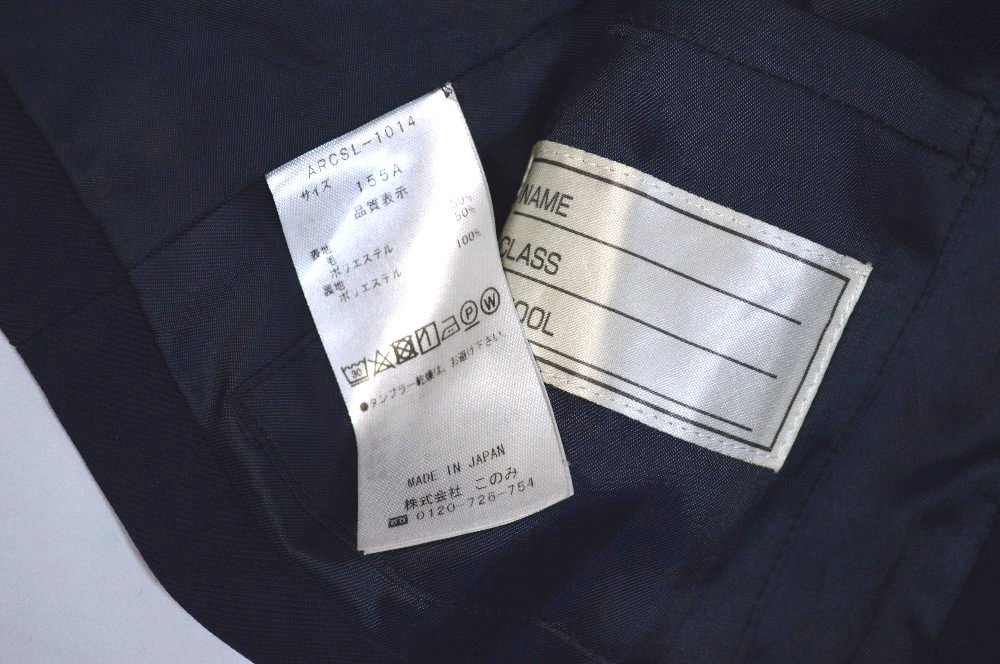 ARCSL-1014
サイズ 155A
品質表示
表地
毛 50%
ポリエステル 50%
裏地
ポリエステル 100%
30 P W
●タンブラー乾燥は、お避け下さい。
MADE IN JAPAN
株式会社 このみ
0120-726-754
NAME
CLASS
OOL